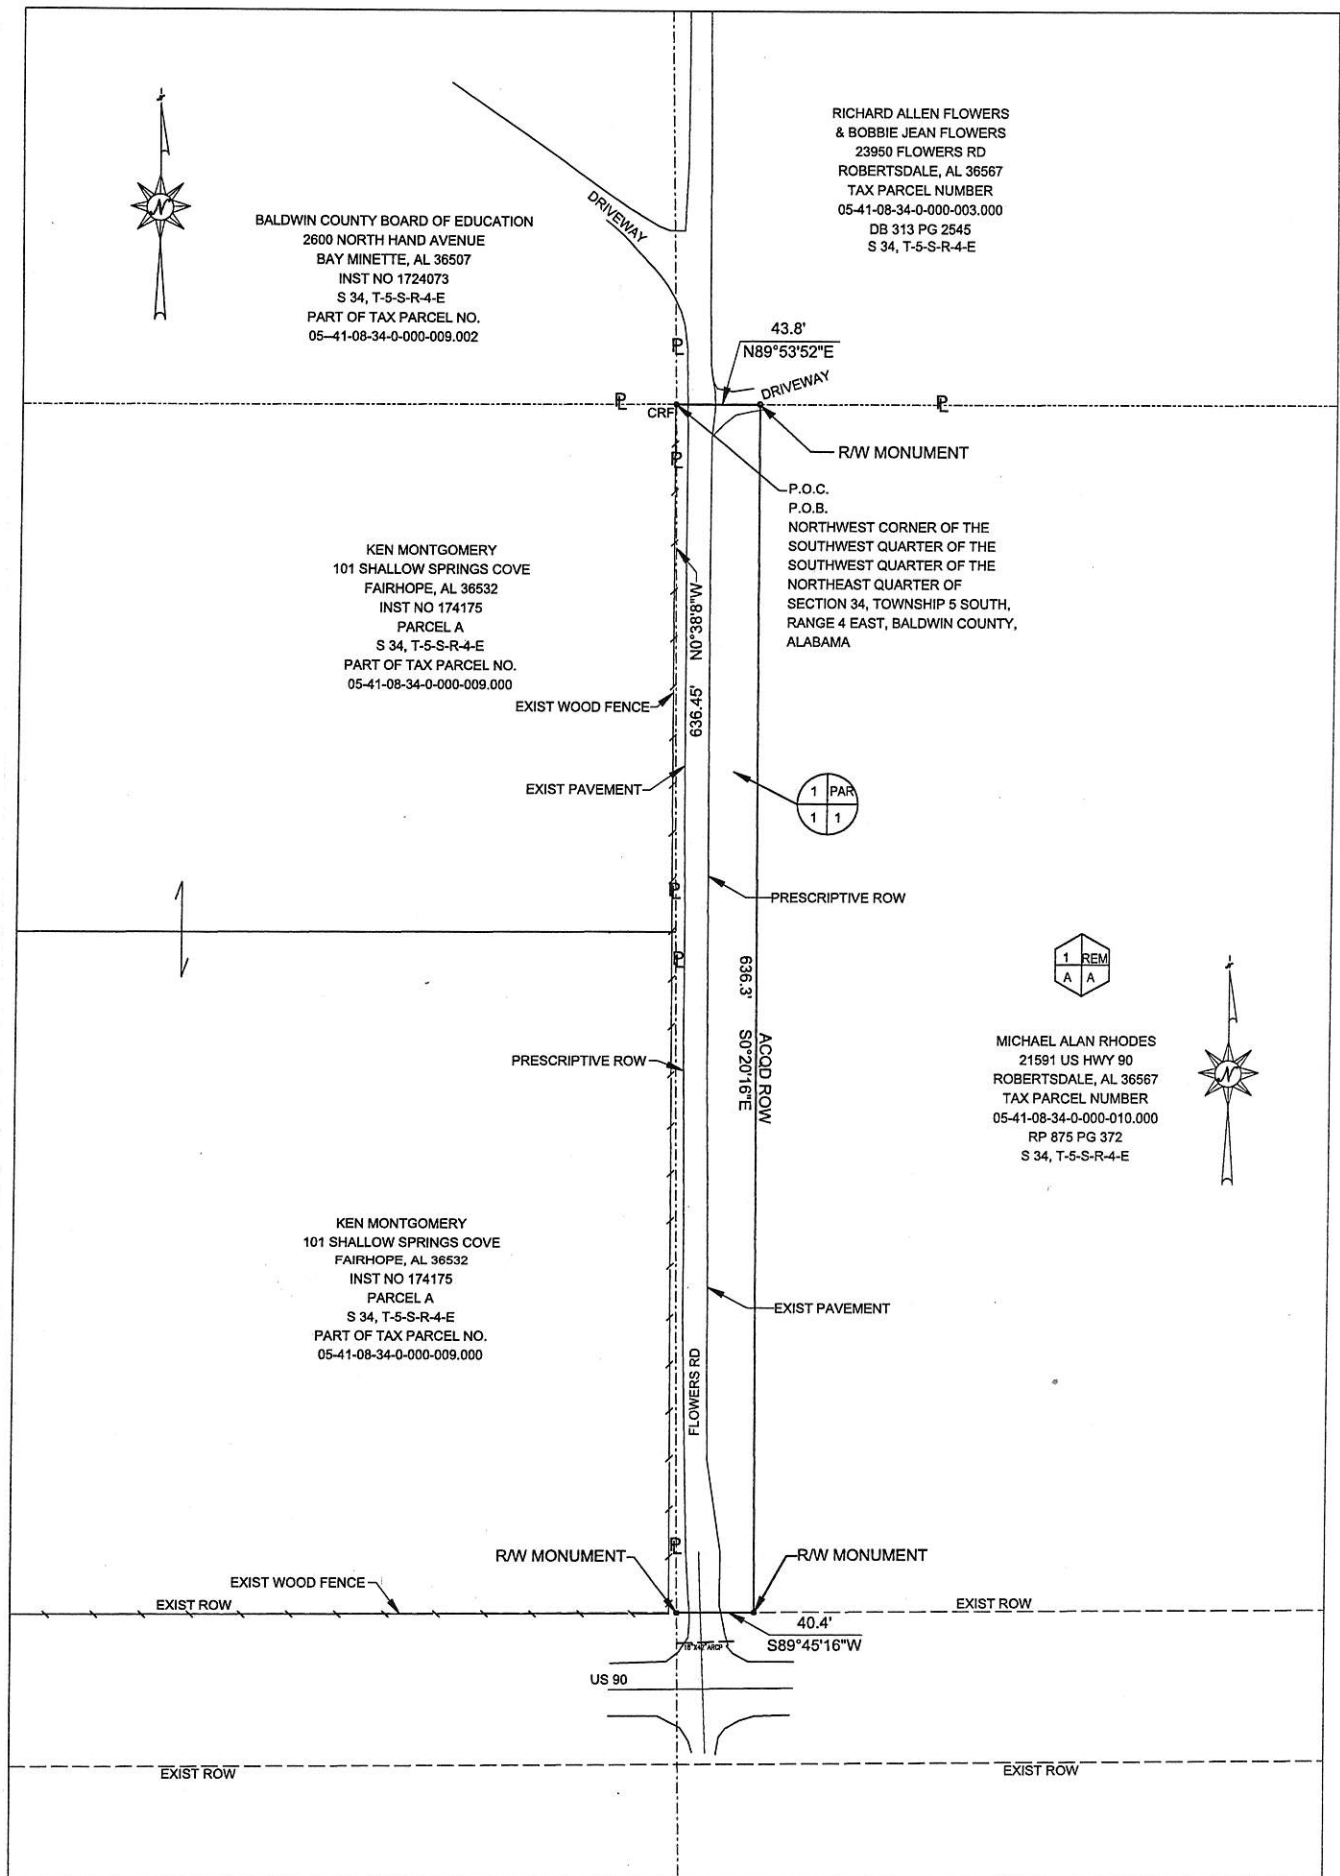 RICHARD ALLEN FLOWERS
& BOBBIE JEAN FLOWERS
23950 FLOWERS RD
ROBERTSDALE, AL 36567
TAX PARCEL NUMBER
05-41-08-34-0-000-003.000
DB 313 PG 2545
S 34, T-5-S-R-4-E
N
BALDWIN COUNTY BOARD OF EDUCATION
2600 NORTH HAND AVENUE
BAY MINETTE, AL 36507
INST NO 1724073
S 34, T-5-S-R-4-E
PART OF TAX PARCEL NO.
05--41-08-34-0-000-009.002
DRIVEWAY
43.8'
N89°53'52"E
PL
DRIVEWAY
PL
PL
CRF
R/W MONUMENT
PL
P.O.C.
P.O.B.
NORTHWEST CORNER OF THE
SOUTHWEST QUARTER OF THE
SOUTHWEST QUARTER OF THE
NORTHEAST QUARTER OF
SECTION 34, TOWNSHIP 5 SOUTH,
RANGE 4 EAST, BALDWIN COUNTY,
ALABAMA
KEN MONTGOMERY
101 SHALLOW SPRINGS COVE
FAIRHOPE, AL 36532
INST NO 174175
PARCEL A
S 34, T-5-S-R-4-E
PART OF TAX PARCEL NO.
05-41-08-34-0-000-009.000
636.45' N0°38'8"W
EXIST WOOD FENCE
EXIST PAVEMENT
1 PAR
1 1
PL
PRESCRIPTIVE ROW
PL
636.3' S0°20'16"E
ACQD ROW
1 REM
A A
N
MICHAEL ALAN RHODES
21591 US HWY 90
ROBERTSDALE, AL 36567
TAX PARCEL NUMBER
05-41-08-34-0-000-010.000
RP 875 PG 372
S 34, T-5-S-R-4-E
PRESCRIPTIVE ROW
KEN MONTGOMERY
101 SHALLOW SPRINGS COVE
FAIRHOPE, AL 36532
INST NO 174175
PARCEL A
S 34, T-5-S-R-4-E
PART OF TAX PARCEL NO.
05-41-08-34-0-000-009.000
EXIST PAVEMENT
FLOWERS RD
PL
R/W MONUMENT
R/W MONUMENT
EXIST WOOD FENCE
EXIST ROW
EXIST ROW
40.4'
S89°45'16"W
US 90
EXIST ROW
EXIST ROW